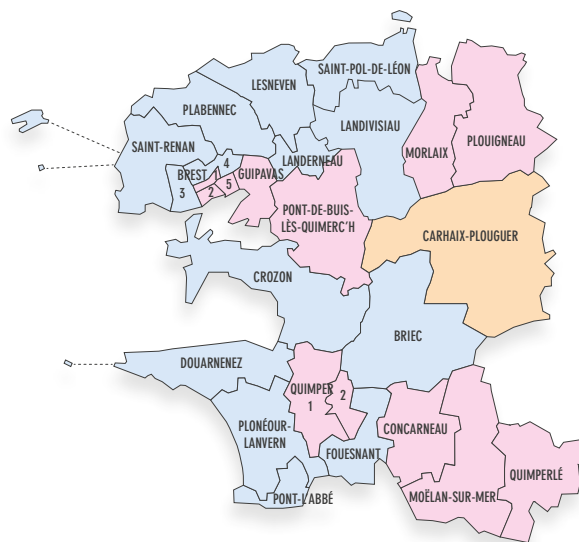 SAINT-POL-DE-LÉON
LESNEVEN
PLABENNEC
LANDIVISIAU
SAINT-RENAN
MORLAIX
PLOUIGNEAU
LANDERNEAU
BREST
1
4
GUIPAVAS
3
2
5
PONT-DE-BUIS-
LÈS-QUIMERC'H
CARHAIX-PLOUGUER
CROZON
BRIEC
DOUARNENEZ
QUIMPER
1
2
PLONÉOUR-
LANVERN
CONCARNEAU
FOUESNANT
QUIMPERLÉ
PONT-L'ABBÉ
MOËLAN-SUR-MER